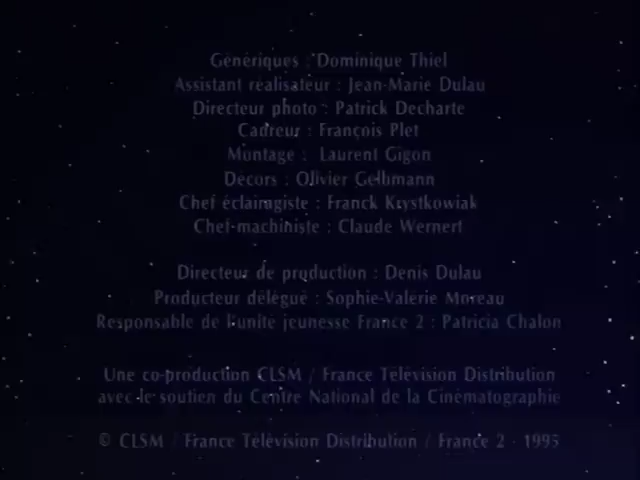 Génériques : Dominique Thiel
Assistant réalisateur : Jean-Marie Dulau
Directeur photo : Patrick Decharte
Cadreur : François Plet
Montage : Laurent Gigon
Décors : Olivier Gellmann
Chef éclairagiste : Franck Krystkowiak
Chef-machiniste : Claude Wernert
Directeur de production : Denis Dulau
Producteur délégué : Sophie-Valérie Moreau
Responsable de l'unité jeunesse France 2 : Patricia Chalon
Une co-production CLSM / France Télévision Distribution
avec le soutien du Centre National de la Cinématographie
© CLSM / France Télévision Distribution / France 2 - 1995